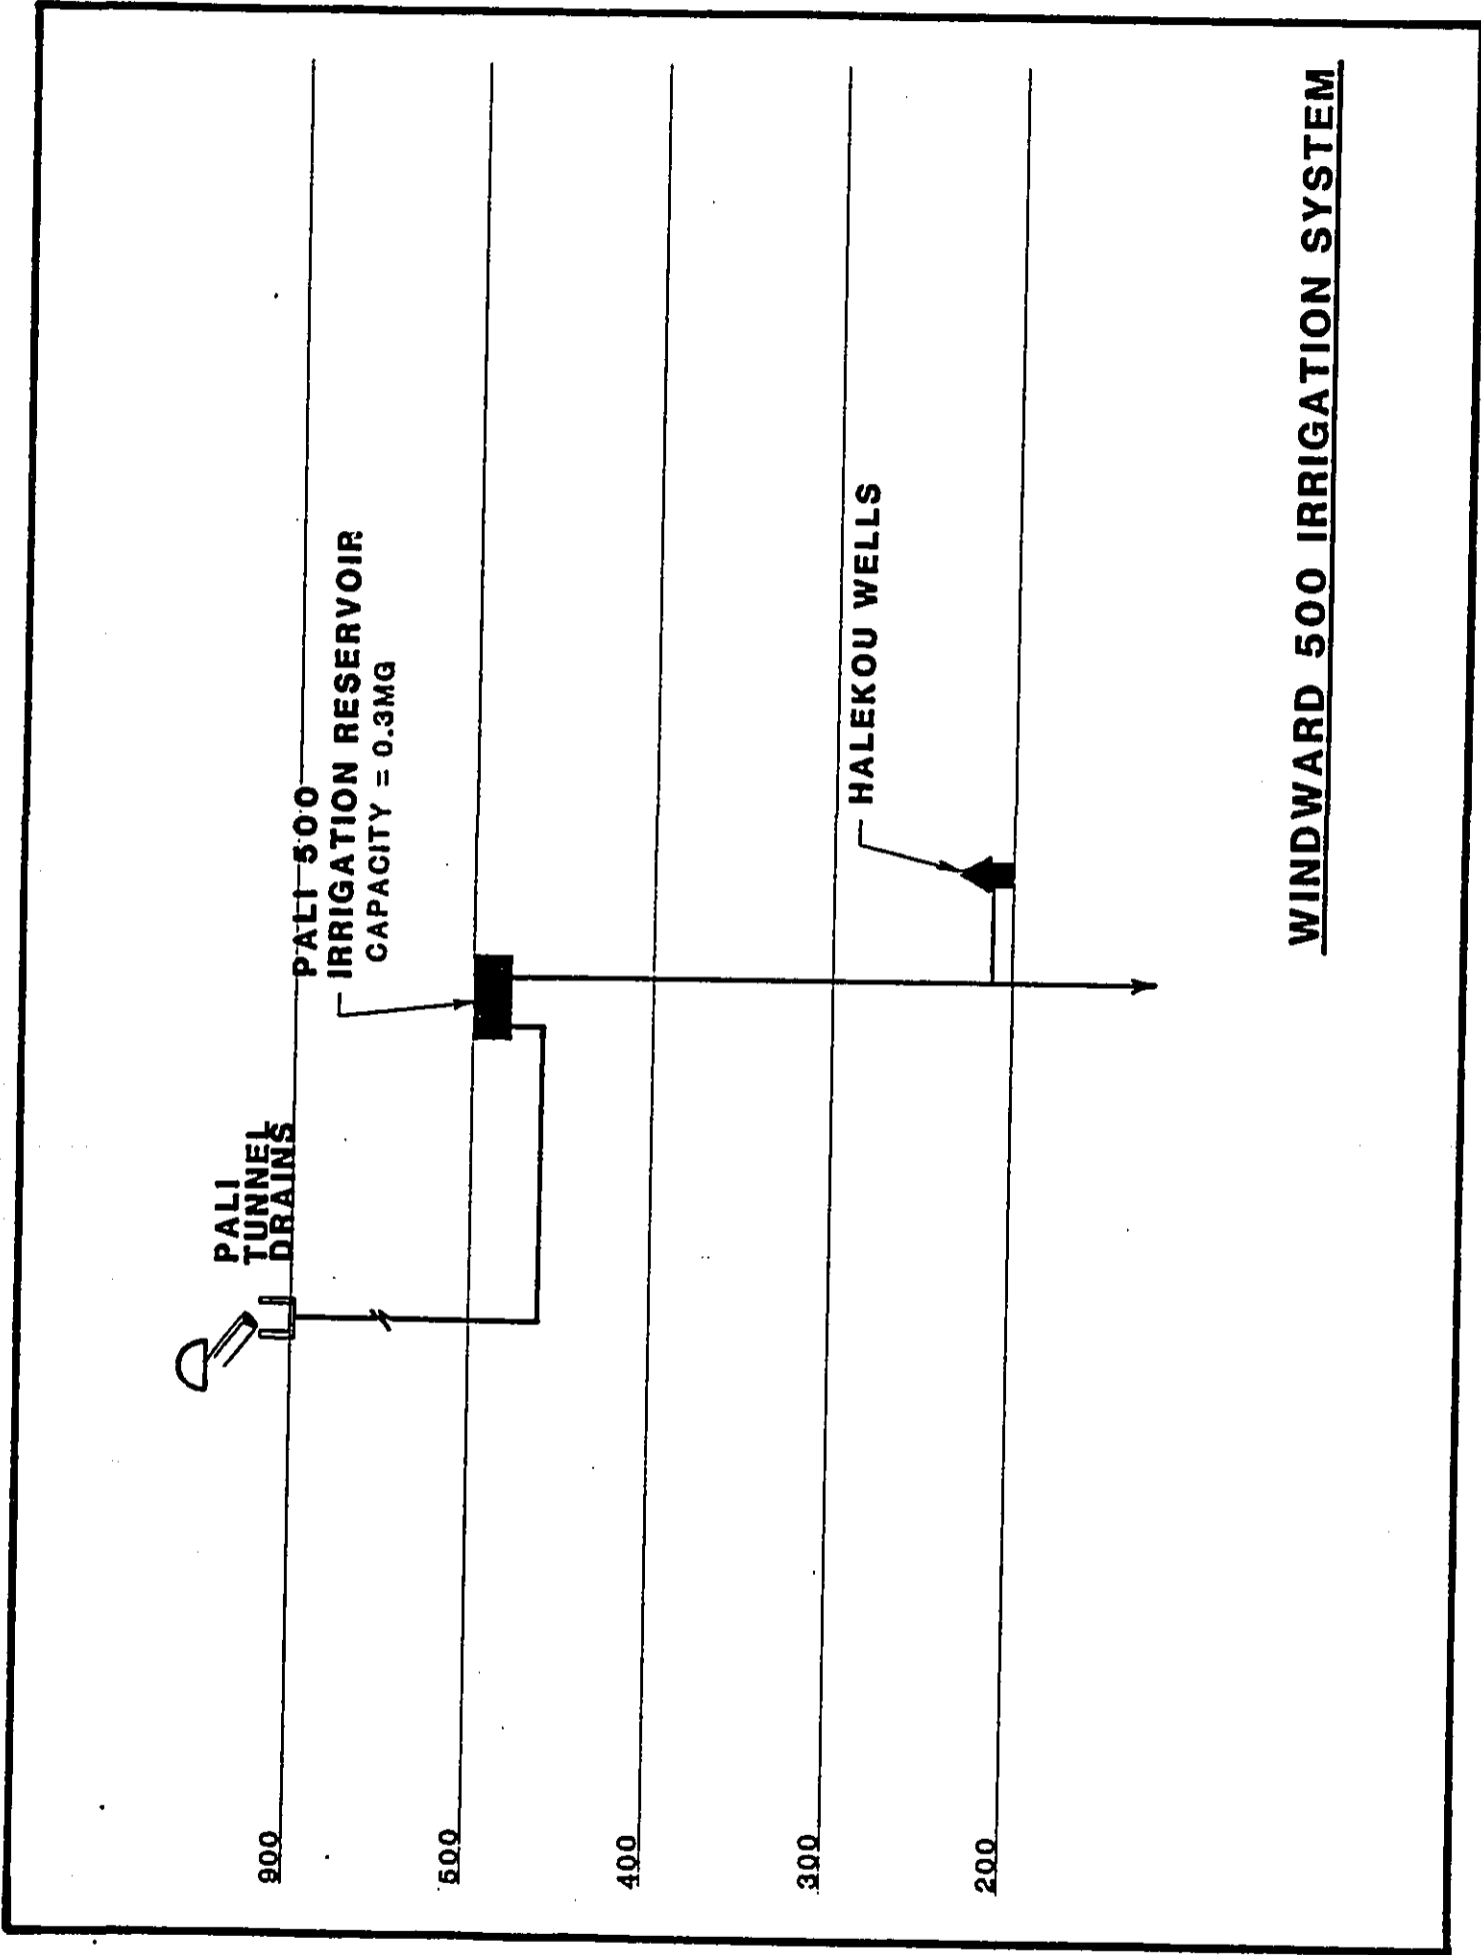 PALI
TUNNEL
DRAINS
900
PALI 500
IRRIGATION RESERVOIR
CAPACITY = 0.3MG
500
400
300
HALEKOU WELLS
200
WINDWARD 500 IRRIGATION SYSTEM